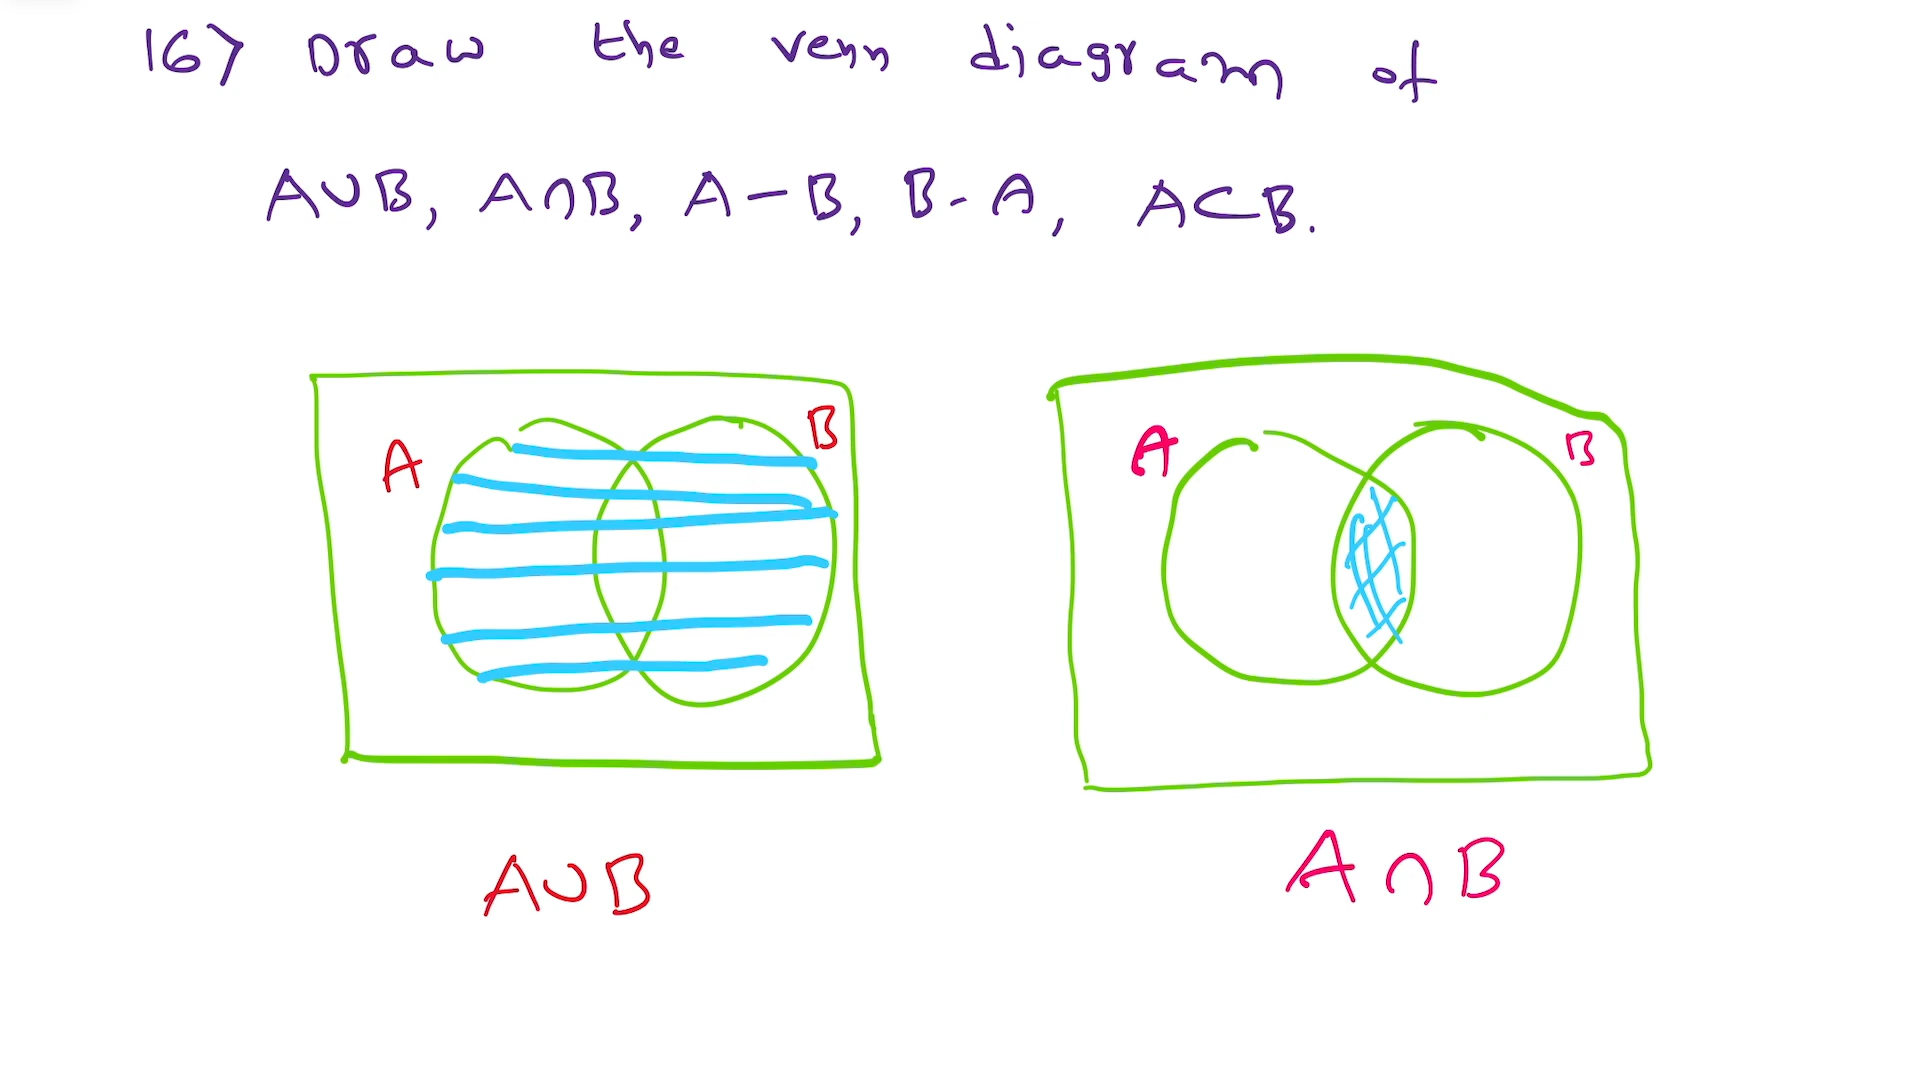 16> Draw the venn diagram of
A∪B, A∩B, A-B, B-A, A⊂B.
A B
A B
A∪B
A∩B